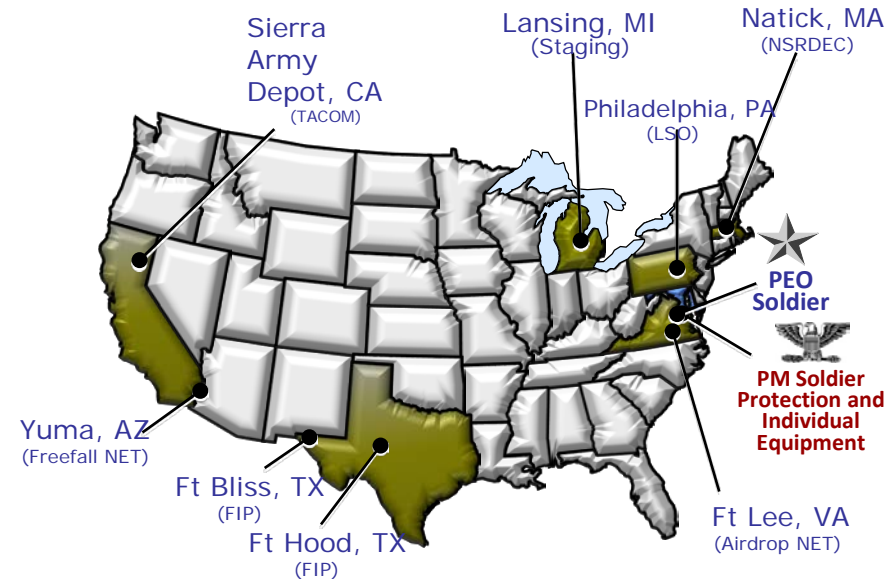 Sierra
Army
Depot, CA
(TACOM)
Lansing, MI
(Staging)
Natick, MA
(NSRDEC)
Philadelphia, PA
(LSO)
PEO
Soldier
PM Soldier
Protection and
Individual
Equipment
Yuma, AZ
(Freefall NET)
Ft Bliss, TX
(FIP)
Ft Hood, TX
(FIP)
Ft Lee, VA
(Airdrop NET)